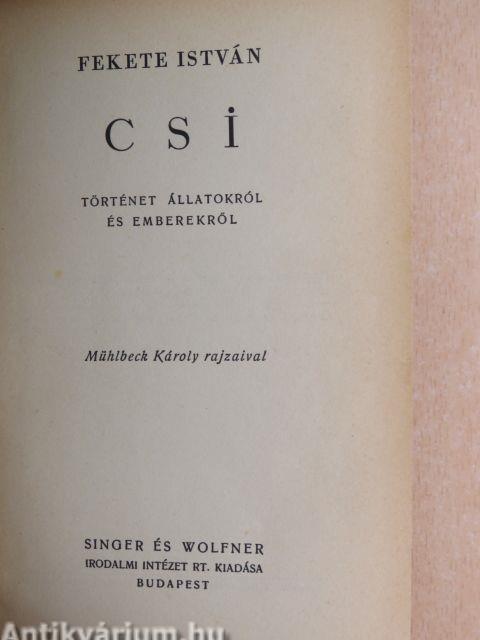 FEKETE ISTVÁN
CSİ
TÖRTÉNET ÁLLATOKRÓL
ÉS EMBEREKRŐL
Mühlbeck Károly rajzaival
SINGER ÉS WOLFNER
IRODALMI INTÉZET RT. KIADÁSA
BUDAPEST
Antikvárium.hu